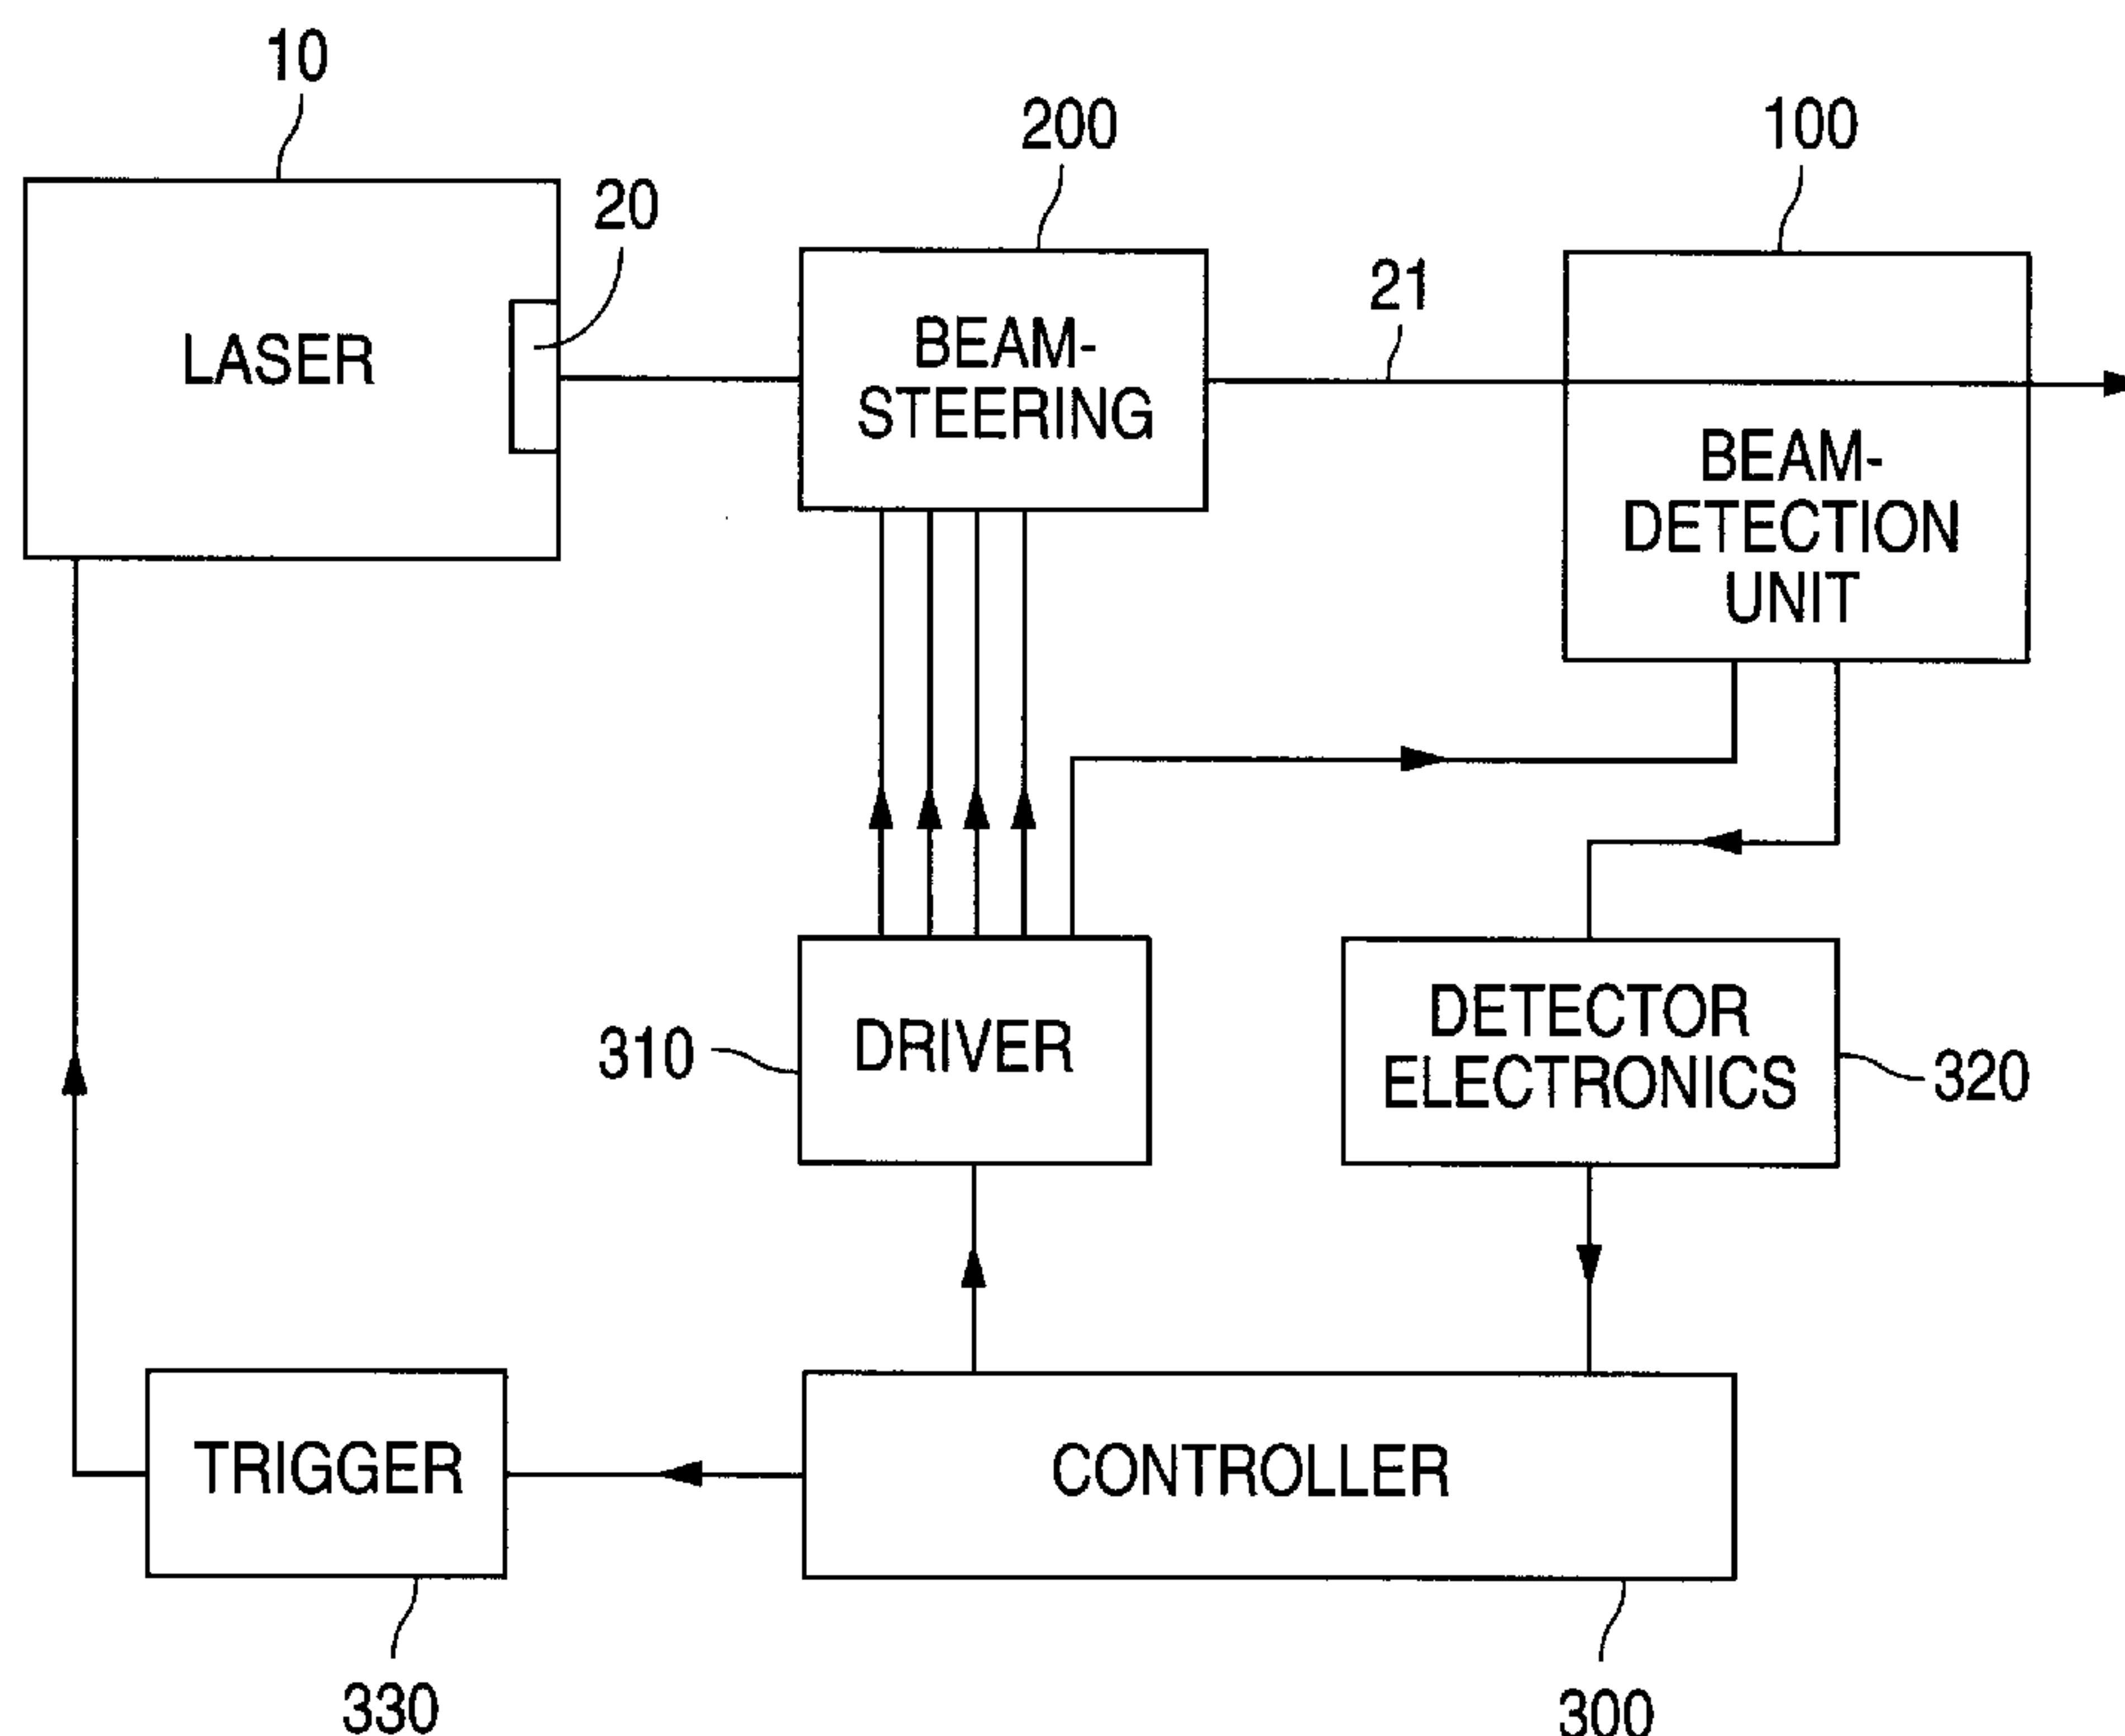 10
200
100
20
21
LASER
BEAM-
STEERING
BEAM-
DETECTION
UNIT
310
DRIVER
DETECTOR
ELECTRONICS
320
TRIGGER
CONTROLLER
330
300